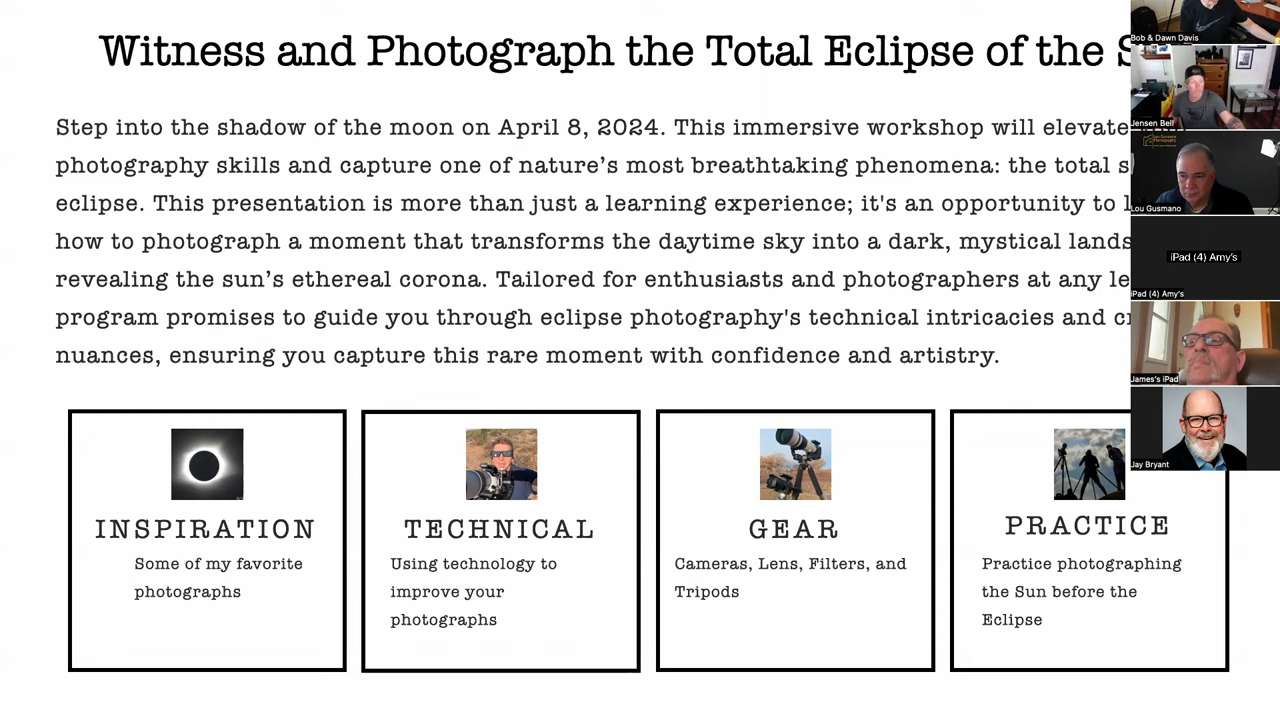 Witness and Photograph the Total Eclipse of the S
Step into the shadow of the moon on April 8, 2024. This immersive workshop will elevate
photography skills and capture one of nature’s most breathtaking phenomena: the total s
eclipse. This presentation is more than just a learning experience; it's an opportunity to l
how to photograph a moment that transforms the daytime sky into a dark, mystical lands
revealing the sun’s ethereal corona. Tailored for enthusiasts and photographers at any le
program promises to guide you through eclipse photography's technical intricacies and cr
nuances, ensuring you capture this rare moment with confidence and artistry.
INSPIRATION
Some of my favorite
photographs
TECHNICAL
Using technology to
improve your
photographs
GEAR
Cameras, Lens, Filters, and
Tripods
PRACTICE
Practice photographing
the Sun before the
Eclipse
Bob & Dawn Davis
Jensen Bell
Lou Gusmano
iPad (4) Amy's
iPad (4) Amy's
James's iPad
Jay Bryant